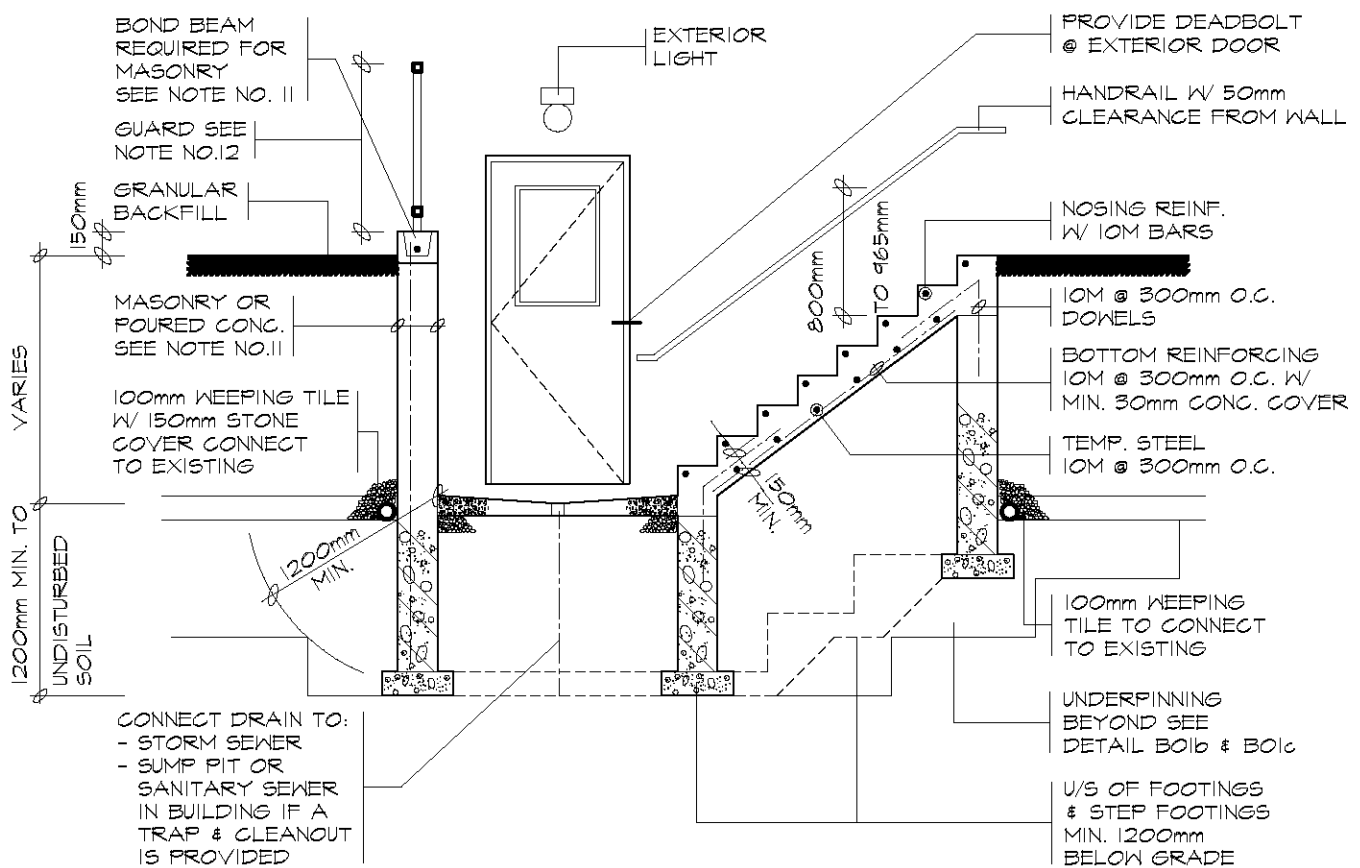 BOND BEAM
REQUIRED FOR
MASONRY
SEE NOTE NO. 11
GUARD SEE
NOTE NO.12
GRANULAR
BACKFILL
150mm
MASONRY OR
POURED CONC.
SEE NOTE NO.11
VARIES
100mm WEEPING TILE
W/ 150mm STONE
COVER CONNECT
TO EXISTING
1200mm MIN. TO
UNDISTURBED
SOIL
1200mm
MIN.
CONNECT DRAIN TO:
- STORM SEWER
- SUMP PIT OR
SANITARY SEWER
IN BUILDING IF A
TRAP & CLEANOUT
IS PROVIDED
EXTERIOR
LIGHT
800mm
TO 965mm
150mm
MIN.
PROVIDE DEADBOLT
@ EXTERIOR DOOR
HANDRAIL W/ 50mm
CLEARANCE FROM WALL
NOSING REINF.
W/ 10M BARS
10M @ 300mm O.C.
DOWELS
BOTTOM REINFORCING
10M @ 300mm O.C. W/
MIN. 30mm CONC. COVER
TEMP. STEEL
10M @ 300mm O.C.
100mm WEEPING
TILE TO CONNECT
TO EXISTING
UNDERPINNING
BEYOND SEE
DETAIL B01b & B01c
U/S OF FOOTINGS
& STEP FOOTINGS
MIN. 1200mm
BELOW GRADE